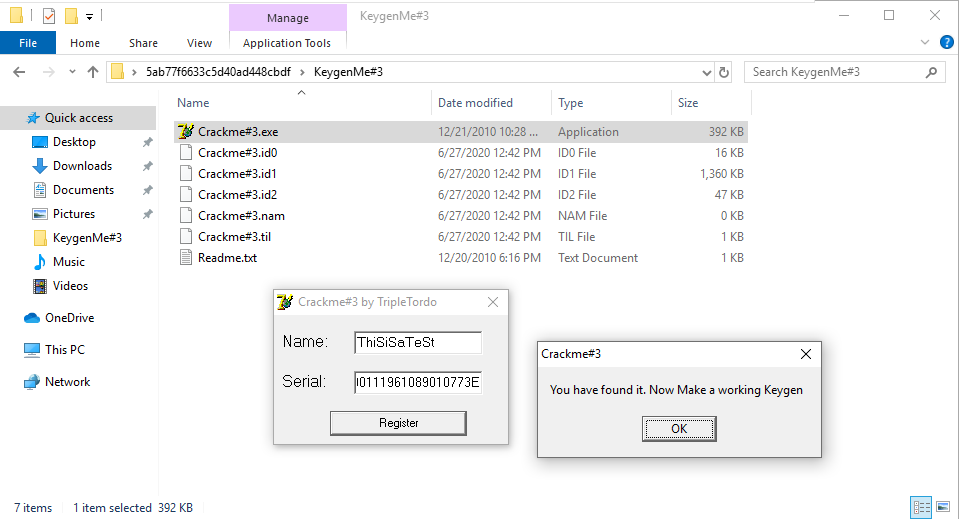 Manage
KeygenMe#3
File
Home
Share
View
Application Tools
5ab77f6633c5d40ad448cbdf
KeygenMe#3
Search KeygenMe#3
Name
Date modified
Type
Size
Quick access
Desktop
Downloads
Documents
Pictures
KeygenMe#3
Music
Videos
OneDrive
This PC
Network
Crackme#3.exe 12/21/2010 10:28 ... Application 392 KB
Crackme#3.id0 6/27/2020 12:42 PM ID0 File 16 KB
Crackme#3.id1 6/27/2020 12:42 PM ID1 File 1,360 KB
Crackme#3.id2 6/27/2020 12:42 PM ID2 File 47 KB
Crackme#3.nam 6/27/2020 12:42 PM NAM File 0 KB
Crackme#3.til 6/27/2020 12:42 PM TIL File 1 KB
Readme.txt 12/20/2010 6:16 PM Text Document 1 KB
Crackme#3 by TripleTordo
Name: ThiSiSaTeSt
Serial: 00111961089010773E
Register
Crackme#3
You have found it. Now Make a working Keygen
OK
7 items
1 item selected 392 KB